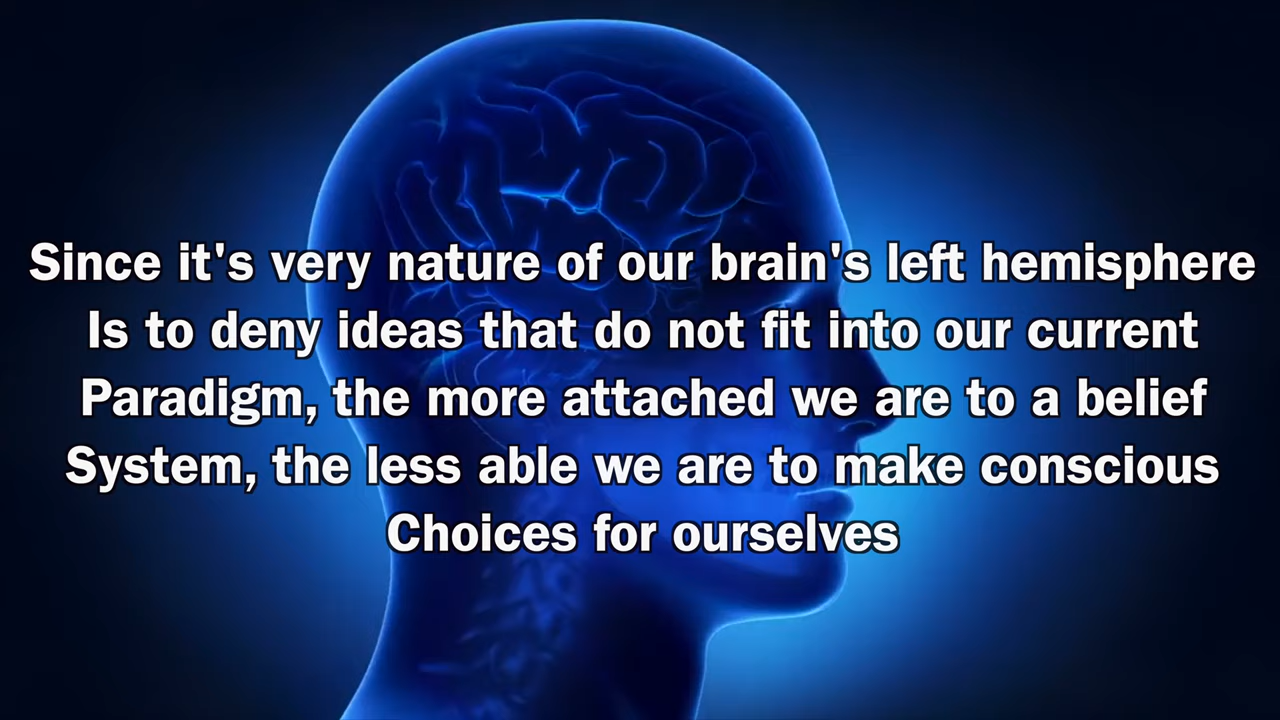 Since it's very nature of our brain's left hemisphere
Is to deny ideas that do not fit into our current
Paradigm, the more attached we are to a belief
System, the less able we are to make conscious
Choices for ourselves